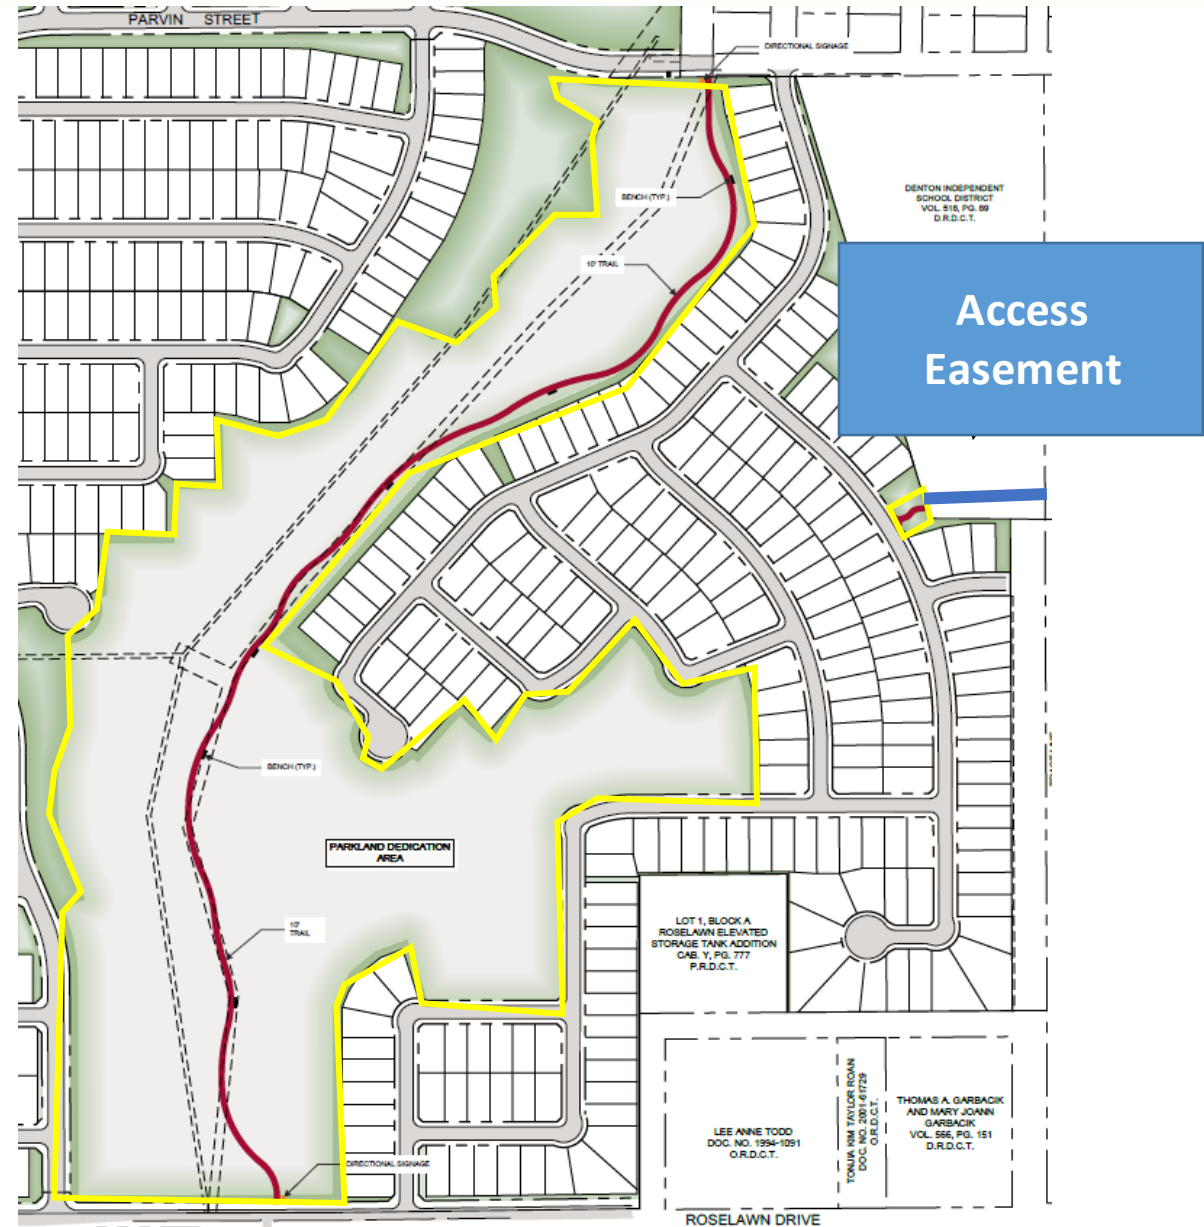 PARVIN STREET
DIRECTIONAL SIGNAGE
DENTON INDEPENDENT
SCHOOL DISTRICT
VOL. 518, PG. 89
D.R.D.C.T.
BENCH (TYP.)
10' TRAIL
Access
Easement
BENCH (TYP.)
PARKLAND DEDICATION
AREA
10'
TRAIL
LOT 1, BLOCK A
ROSELAWN ELEVATED
STORAGE TANK ADDITION
CAB. Y, PG. 777
P.R.D.C.T.
LEE ANNE TODD
DOC. NO. 1994-1091
O.R.D.C.T.
TONJIA KIM TAYLOR ROAN
DOC. NO. 2001-61729
O.R.D.C.T.
THOMAS A. GARBACIK
AND MARY JOANN
GARBACIK
VOL. 566, PG. 151
D.R.D.C.T.
DIRECTIONAL SIGNAGE
ROSELAWN DRIVE